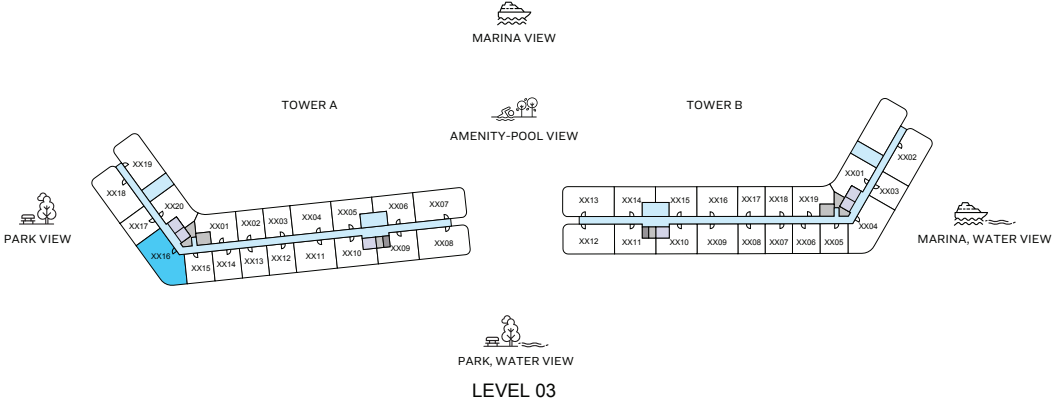 MARINA VIEW
TOWER A
TOWER B
AMENITY-POOL VIEW
PARK VIEW
MARINA, WATER VIEW
XX19
XX18
XX20
XX17
XX16
XX01
XX02
XX03
XX04
XX05
XX06
XX07
XX15
XX14
XX13
XX12
XX11
XX10
XX09
XX08
XX13
XX14
XX15
XX16
XX17
XX18
XX19
XX01
XX02
XX03
XX04
XX12
XX11
XX10
XX09
XX08
XX07
XX06
XX05
PARK, WATER VIEW
LEVEL 03